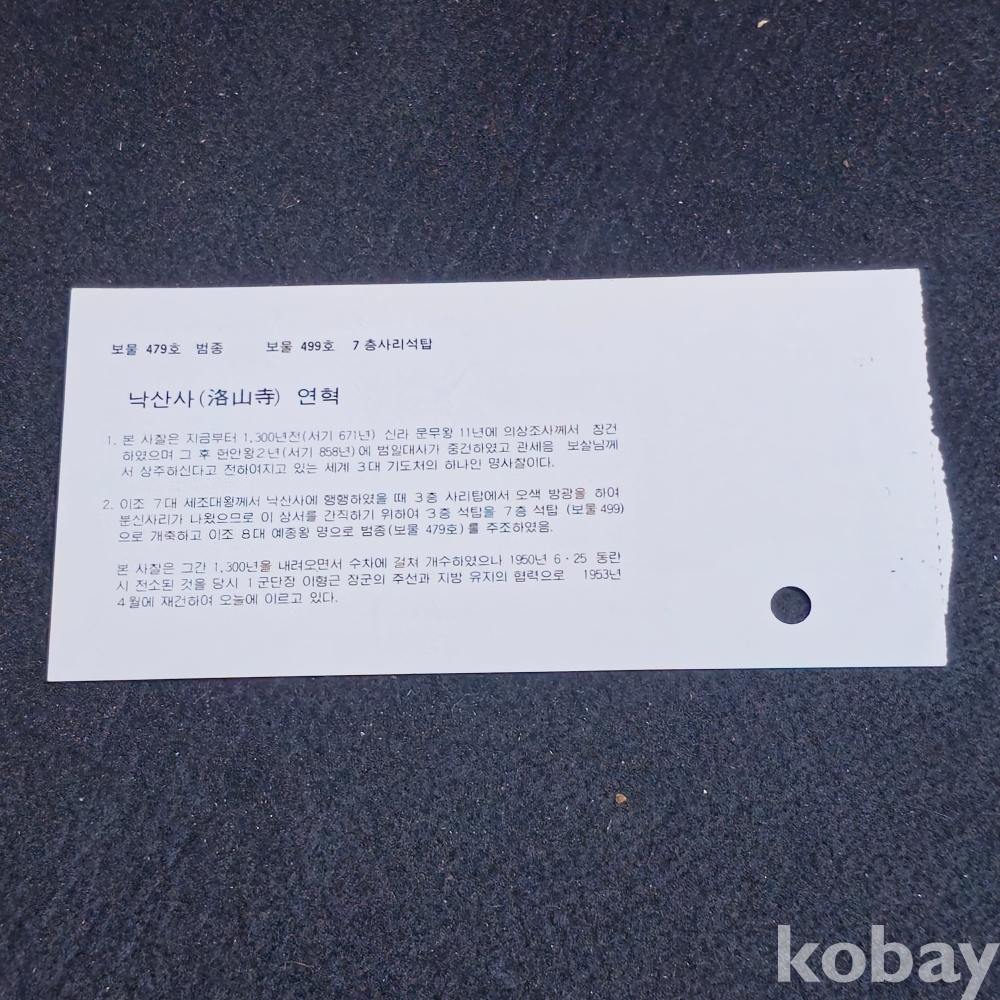 보물 479호 범종 보물 499호 7층사리석탑
낙산사(洛山寺) 연혁
1. 본 사찰은 지금부터 1,300년전(서기 671년) 신라 문무왕 11년에 의상조사께서 창건
하였으며 그 후 헌안왕2년(서기 858년)에 범일대사가 중건하였고 관세음 보살님께
서 상주하신다고 전하여지고 있는 세계 3대 기도처의 하나인 명사찰이다.
2. 이조 7대 세조대왕께서 낙산사에 행행하였을 때 3층 사리탑에서 오색 방광을 하여
분신사리가 나왔으므로 이 상서를 간직하기 위하여 3층 석탑을 7층 석탑 (보물499)
으로 개축하고 이조 8대 예종왕 명으로 범종(보물 479호)를 주조하였음.
본 사찰은 그간 1,300년을 내려오면서 수차에 걸쳐 개수하였으나 1950년 6·25 동란
시 전소된 것을 당시 1군단장 이형근 장군의 주선과 지방 유지의 협력으로 1953년
4월에 재건하여 오늘에 이르고 있다.
kobay